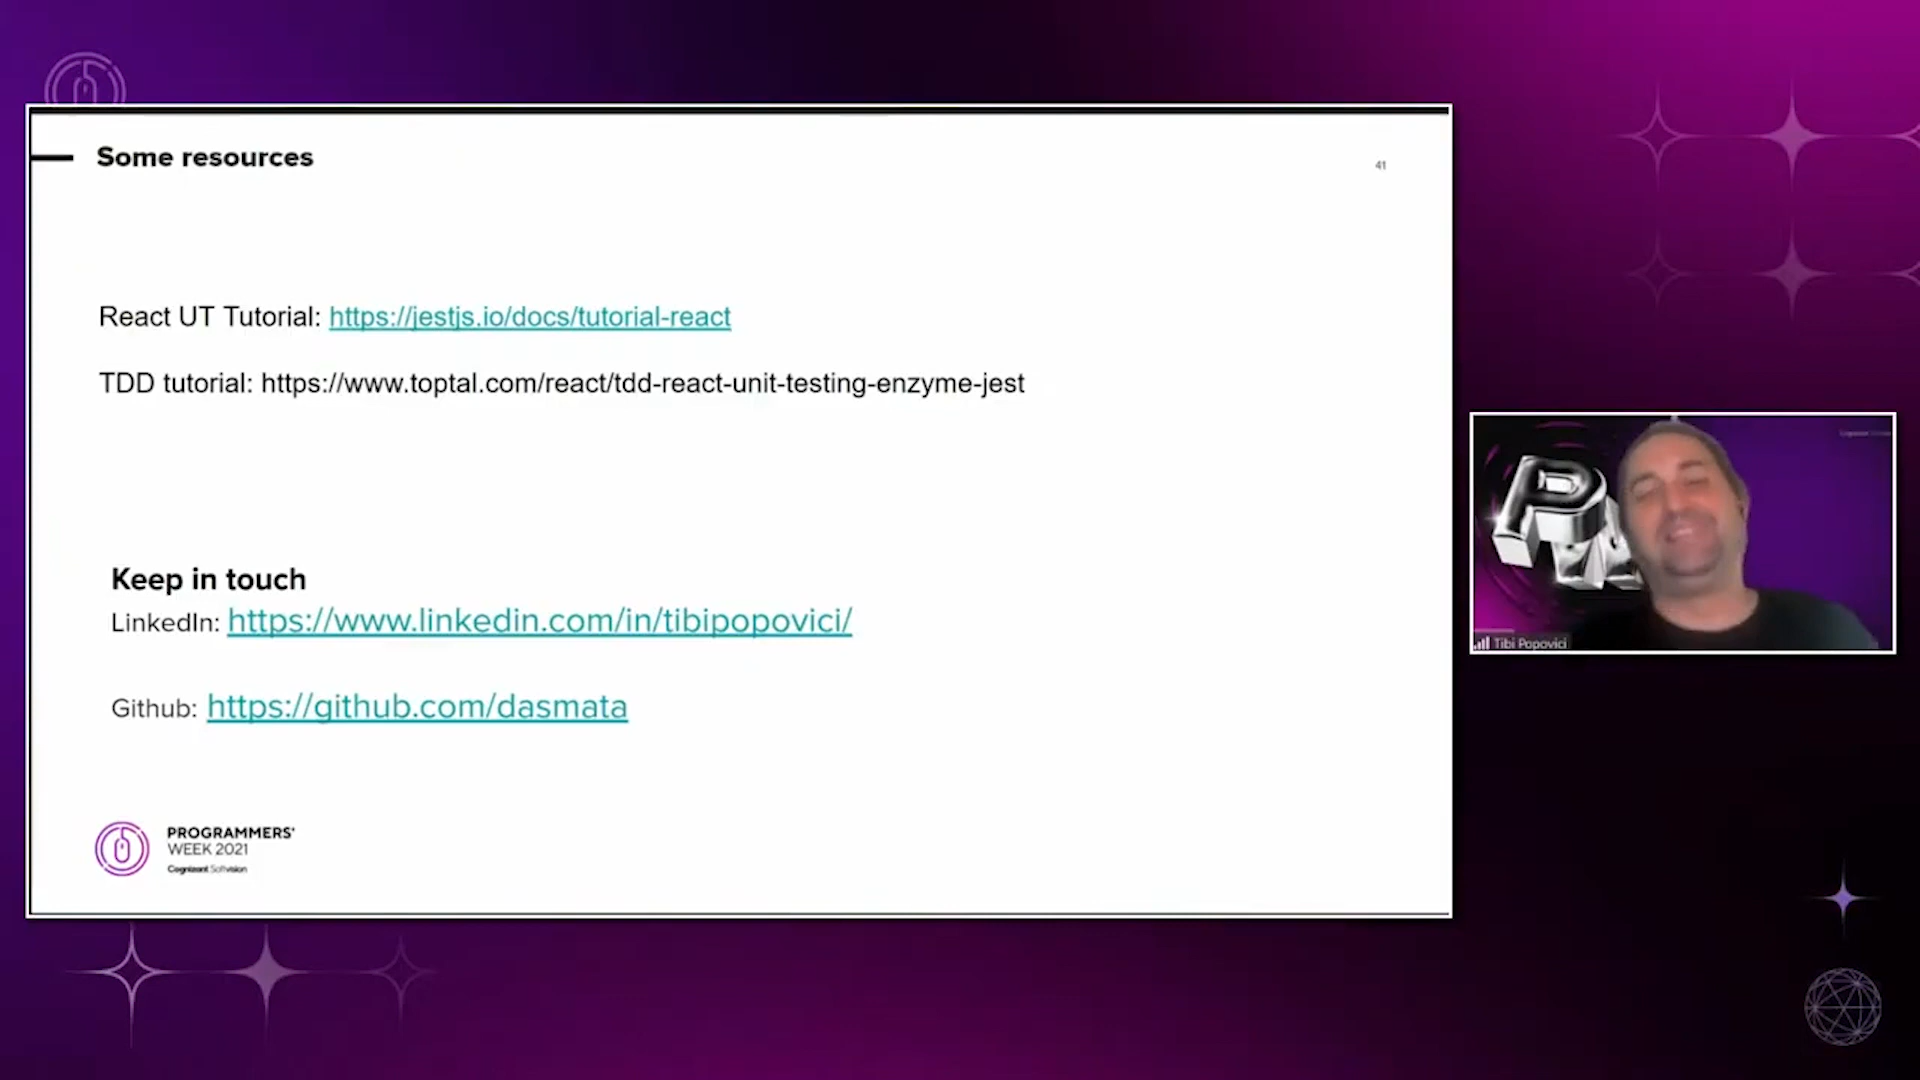 Some resources
41
React UT Tutorial: https://jestjs.io/docs/tutorial-react
TDD tutorial: https://www.toptal.com/react/tdd-react-unit-testing-enzyme-jest
Keep in touch
LinkedIn: https://www.linkedin.com/in/tibipopovici/
Github: https://github.com/dasmata
PROGRAMMERS'
WEEK 2021
Cognizant Softvision
Tibi Popovici